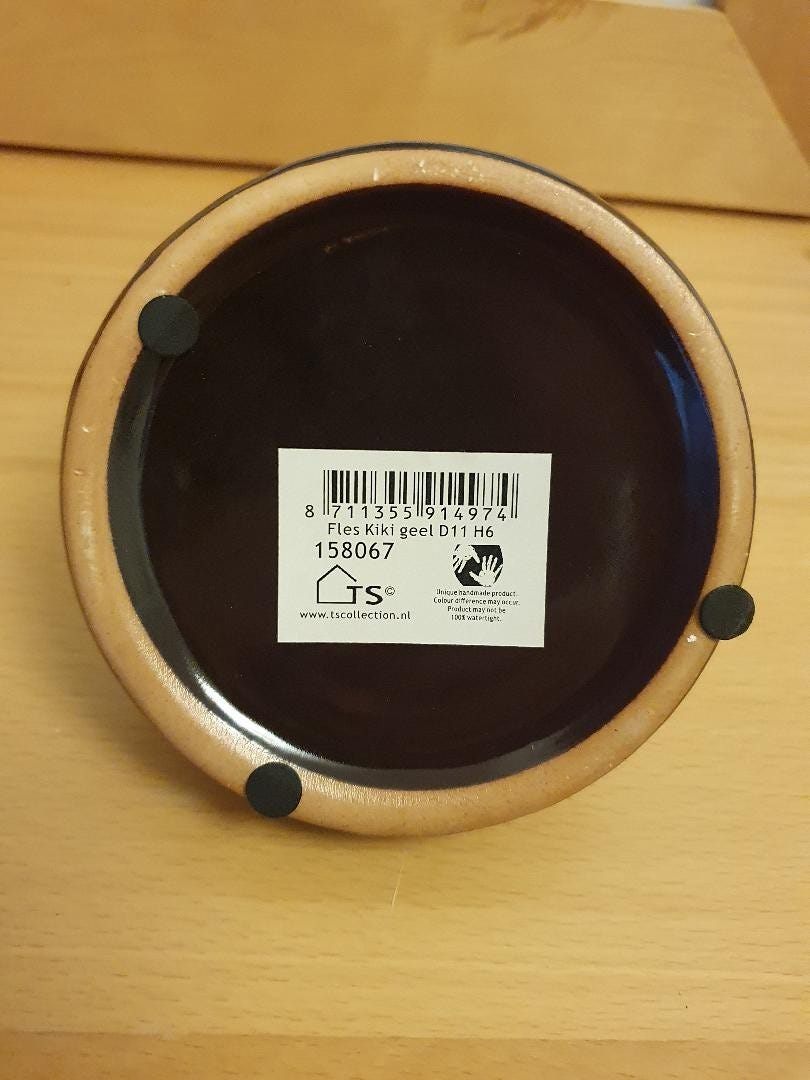 8 711355 914974
Fles Kiki geel D11 H6
158067
TS©
www.tscollection.nl
Unique handmade product.
Colour difference may occur.
Product may not be
100% watertight.